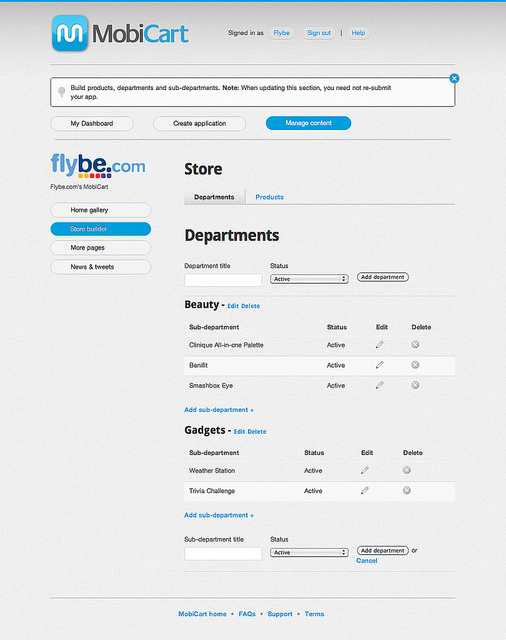 MobiCart
Signed in as Flybe Sign out | Help
Build products, departments and sub-departments. Note: When updating this section, you need not re-submit
your app.
My Dashboard Create application Manage content
flybe.com
Flybe.com's MobiCart
Home gallery
Store builder
More pages
News & tweets
Store
Departments Products
Departments
Department title Status
Active Add department
Beauty - Edit Delete
Sub-department Status Edit Delete
Clinique All-in-one Palette Active
Benifit Active
Smashbox Eye Active
Add sub-department +
Gadgets - Edit Delete
Sub-department Status Edit Delete
Weather Station Active
Trivia Challenge Active
Add sub-department +
Sub-department title Status
Active Add department or
Cancel
MobiCart home • FAQs • Support • Terms